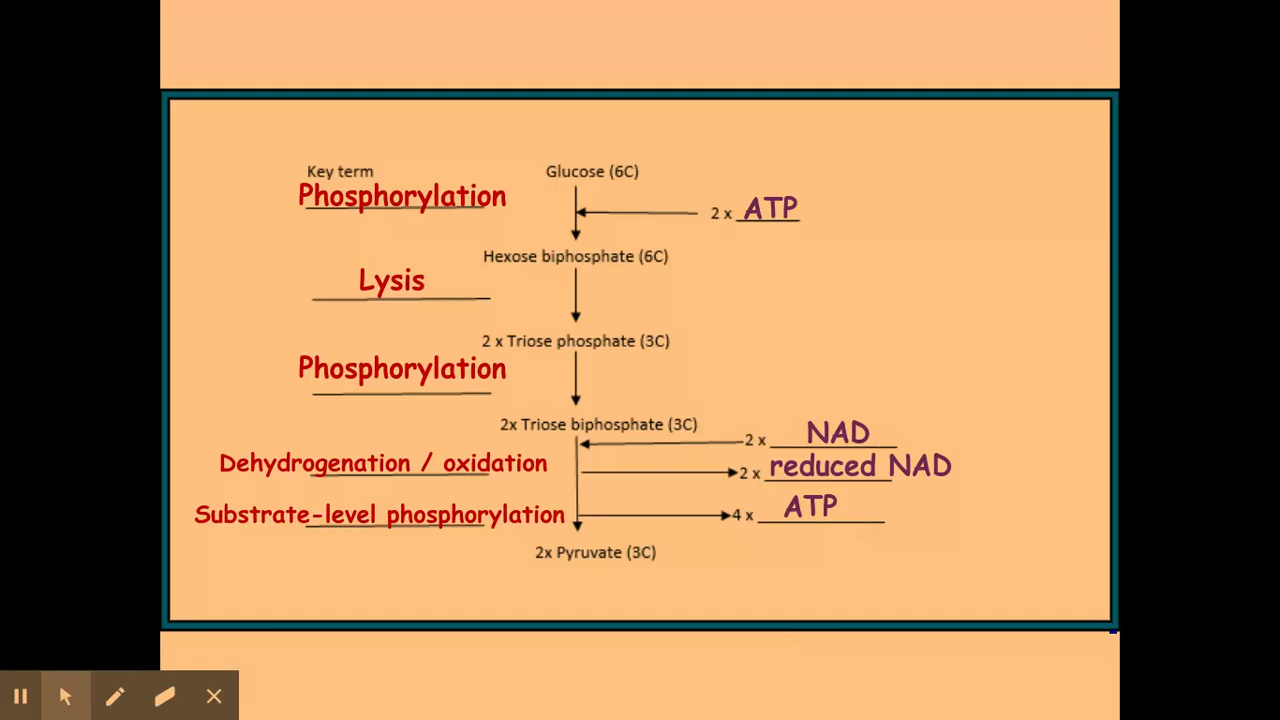 Key term
Glucose (6C)
Phosphorylation
2 x ATP
Hexose biphosphate (6C)
Lysis
2 x Triose phosphate (3C)
Phosphorylation
2x Triose biphosphate (3C)
2 x NAD
Dehydrogenation / oxidation
2 x reduced NAD
Substrate-level phosphorylation
4 x ATP
2x Pyruvate (3C)